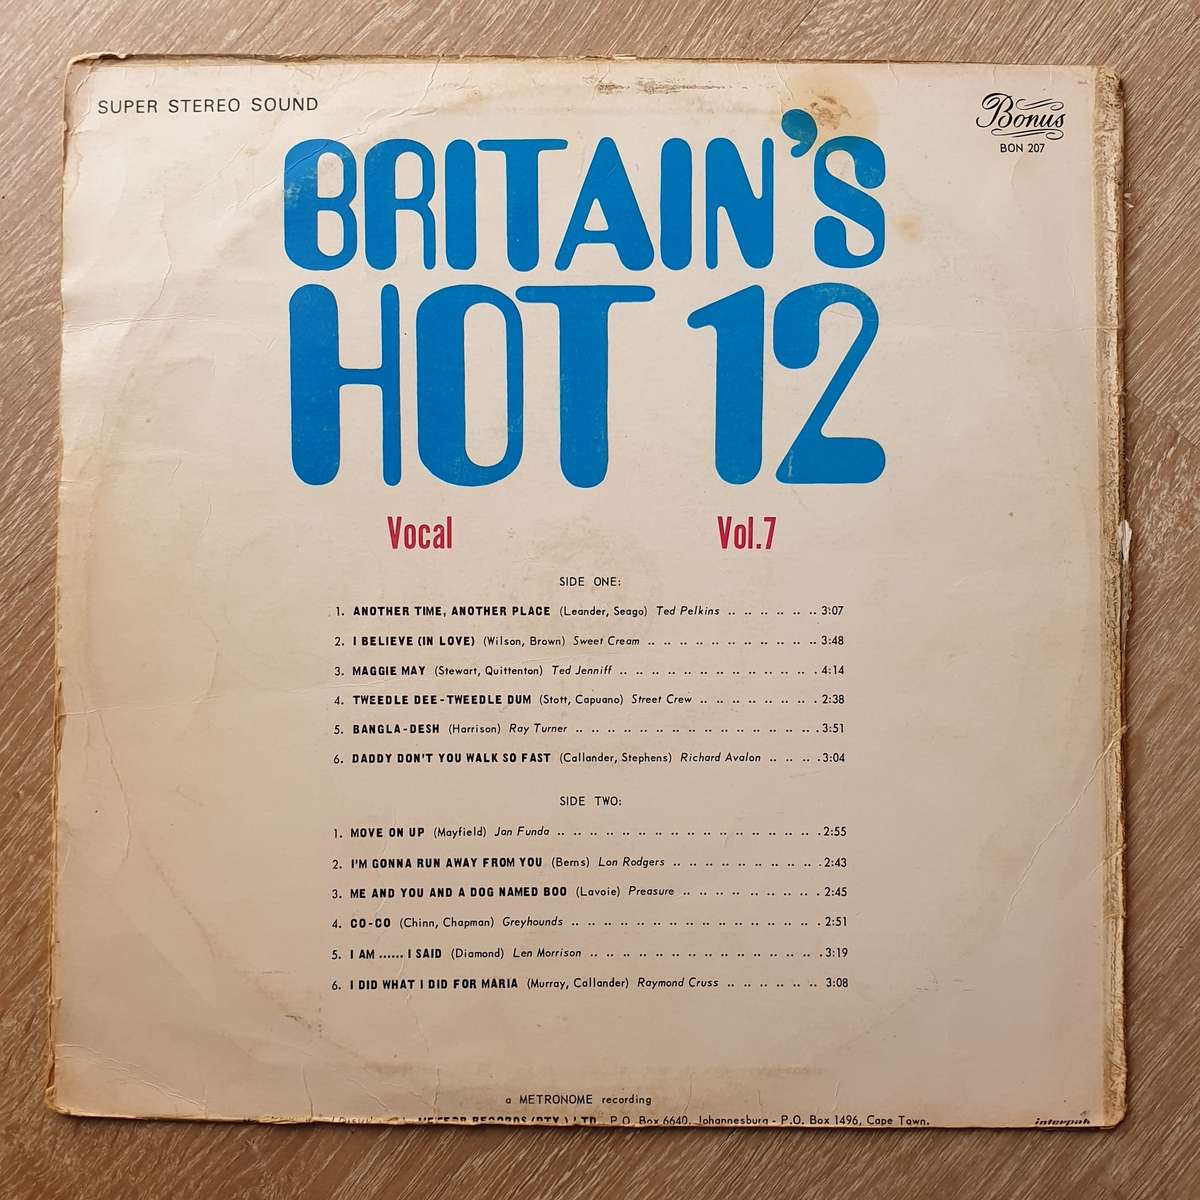 SUPER STEREO SOUND
Bonus
BON 207
BRITAIN'S
HOT 12
Vocal Vol.7
SIDE ONE:
1. ANOTHER TIME, ANOTHER PLACE (Leander, Seago) Ted Pelkins .. .. .. .. .. .. 3:07
2. I BELIEVE (IN LOVE) (Wilson, Brown) Sweet Cream .. .. .. .. .. .. .. .. .. .. .. 3:48
3. MAGGIE MAY (Stewart, Quittenton) Ted Jenniff .. .. .. .. .. .. .. .. .. .. .. .. . 4:14
4. TWEEDLE DEE-TWEEDLE DUM (Stott, Capuano) Street Crew .. .. .. .. .. .. .. . 2:38
5. BANGLA-DESH (Harrison) Ray Turner .. .. .. .. .. .. .. .. .. .. .. .. .. .. .. . 3:51
6. DADDY DON'T YOU WALK SO FAST (Callander, Stephens) Richard Avalon .. .. .. . 3:04
SIDE TWO:
1. MOVE ON UP (Mayfield) Jan Funda .. .. .. .. .. .. .. .. .. .. .. .. .. .. .. .. . 2:55
2. I'M GONNA RUN AWAY FROM YOU (Berns) Lon Rodgers .. .. .. .. .. .. .. .. .. . 2:43
3. ME AND YOU AND A DOG NAMED BOO (Lavoie) Preasure .. .. .. .. .. .. .. .. . 2:45
4. CO-CO (Chinn, Chapman) Greyhounds .. .. .. .. .. .. .. .. .. .. .. .. .. .. .. . 2:51
5. I AM ...... I SAID (Diamond) Len Morrison .. .. .. .. .. .. .. .. .. .. .. .. .. .. . 3:19
6. I DID WHAT I DID FOR MARIA (Murray, Callander) Raymond Cruss .. .. .. .. .. .. 3:08
a METRONOME recording
RECORDS (PTY.) LTD. P.O. Box 6640, Johannesburg - P.O. Box 1496, Cape Town.
interpak